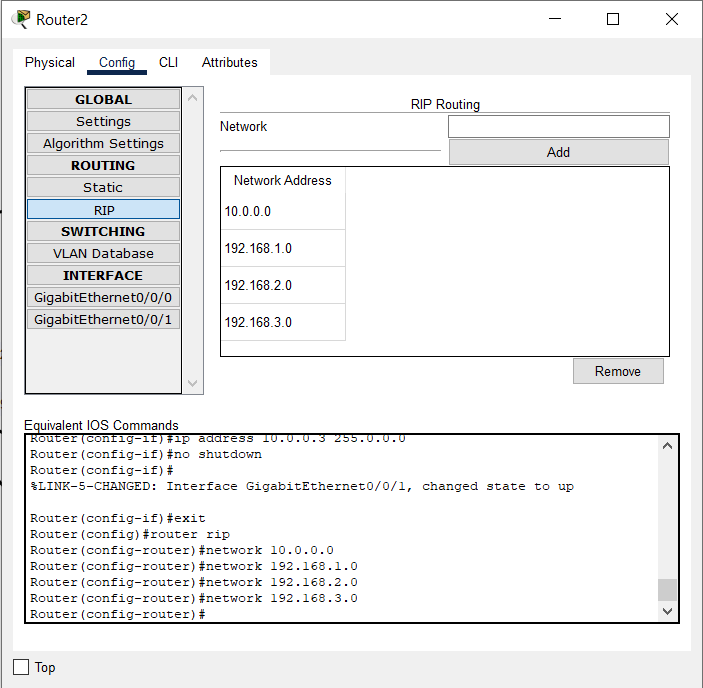 Router2
Physical Config CLI Attributes
GLOBAL
Settings
Algorithm Settings
ROUTING
Static
RIP
SWITCHING
VLAN Database
INTERFACE
GigabitEthernet0/0/0
GigabitEthernet0/0/1
RIP Routing
Network
Add
Network Address
10.0.0.0
192.168.1.0
192.168.2.0
192.168.3.0
Remove
Equivalent IOS Commands
Router(config-if)#ip address 10.0.0.3 255.0.0.0
Router(config-if)#no shutdown
Router(config-if)#
%LINK-5-CHANGED: Interface GigabitEthernet0/0/1, changed state to up
Router(config-if)#exit
Router(config)#router rip
Router(config-router)#network 10.0.0.0
Router(config-router)#network 192.168.1.0
Router(config-router)#network 192.168.2.0
Router(config-router)#network 192.168.3.0
Router(config-router)#
Top